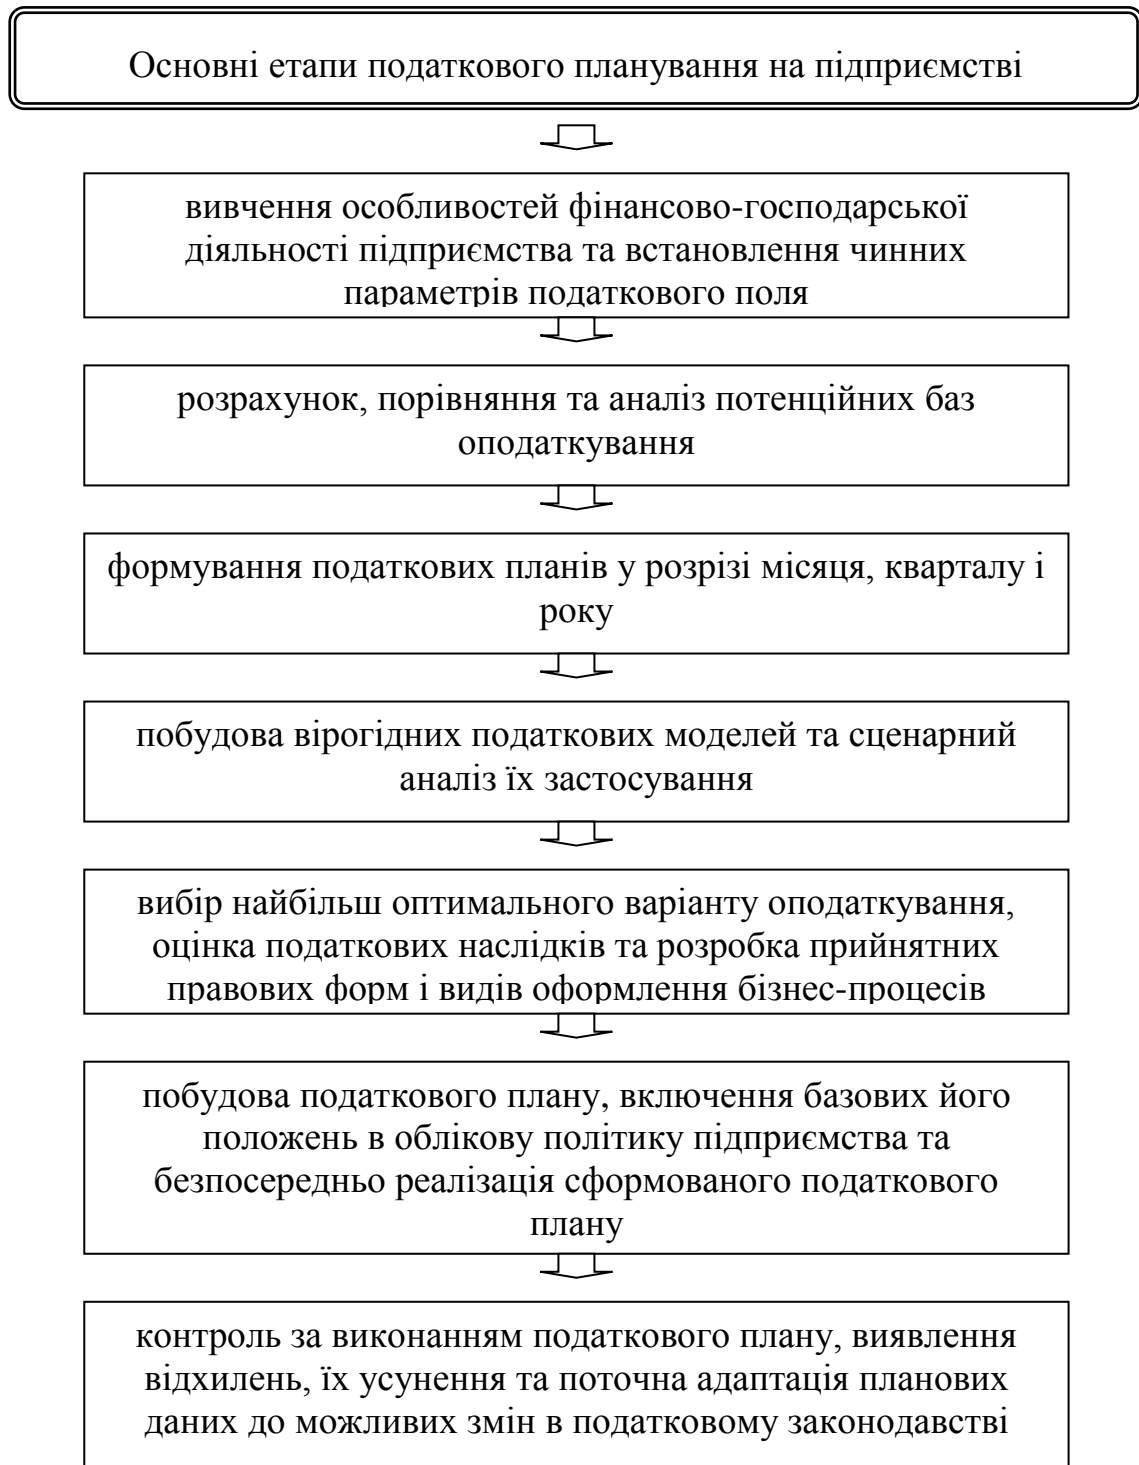 Основні етапи податкового планування на підприємстві
вивчення особливостей фінансово-господарської
діяльності підприємства та встановлення чинних
параметрів податкового поля
розрахунок, порівняння та аналіз потенційних баз
оподаткування
формування податкових планів у розрізі місяця, кварталу і
року
побудова вірогідних податкових моделей та сценарний
аналіз їх застосування
вибір найбільш оптимального варіанту оподаткування,
оцінка податкових наслідків та розробка прийнятних
правових форм і видів оформлення бізнес-процесів
побудова податкового плану, включення базових його
положень в облікову політику підприємства та
безпосередньо реалізація сформованого податкового
плану
контроль за виконанням податкового плану, виявлення
відхилень, їх усунення та поточна адаптація планових
даних до можливих змін в податковому законодавстві